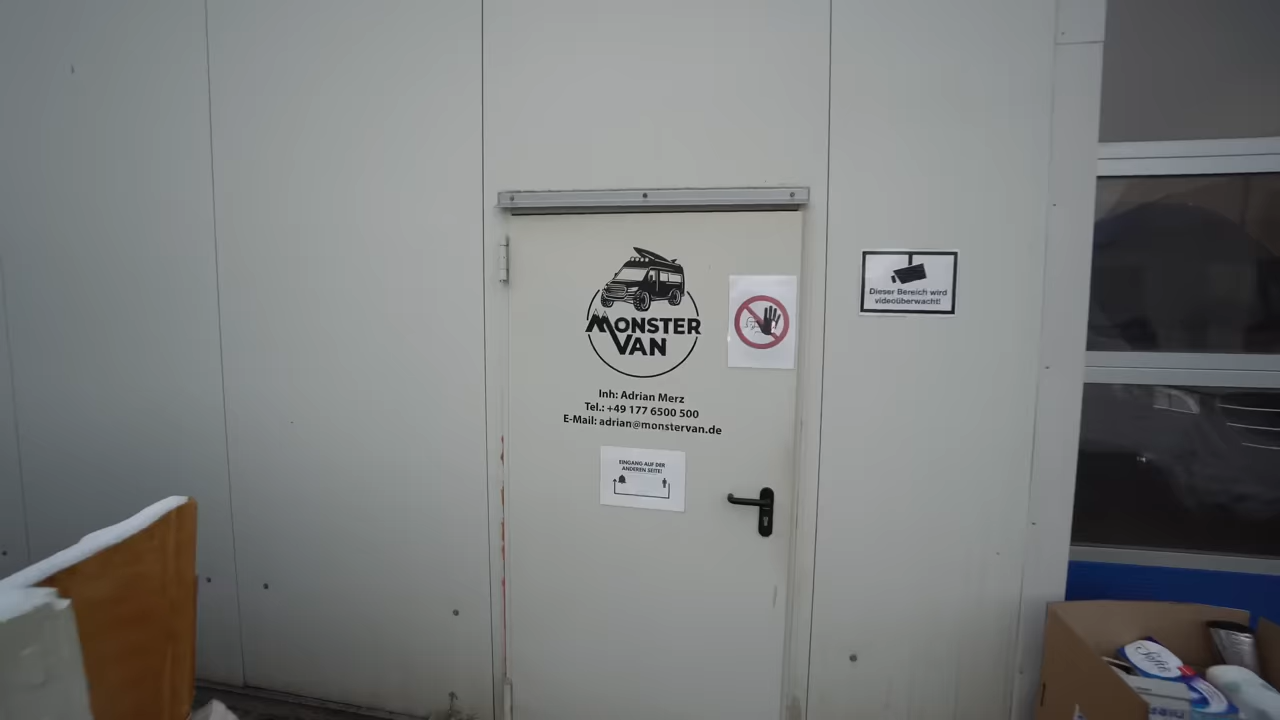 MONSTER
VAN
Inh: Adrian Merz
Tel.: +49 177 6500 500
E-Mail: adrian@monstervan.de
EINGANG AUF DER
ANDEREN SEITE!
Dieser Bereich wird
videoüberwacht!